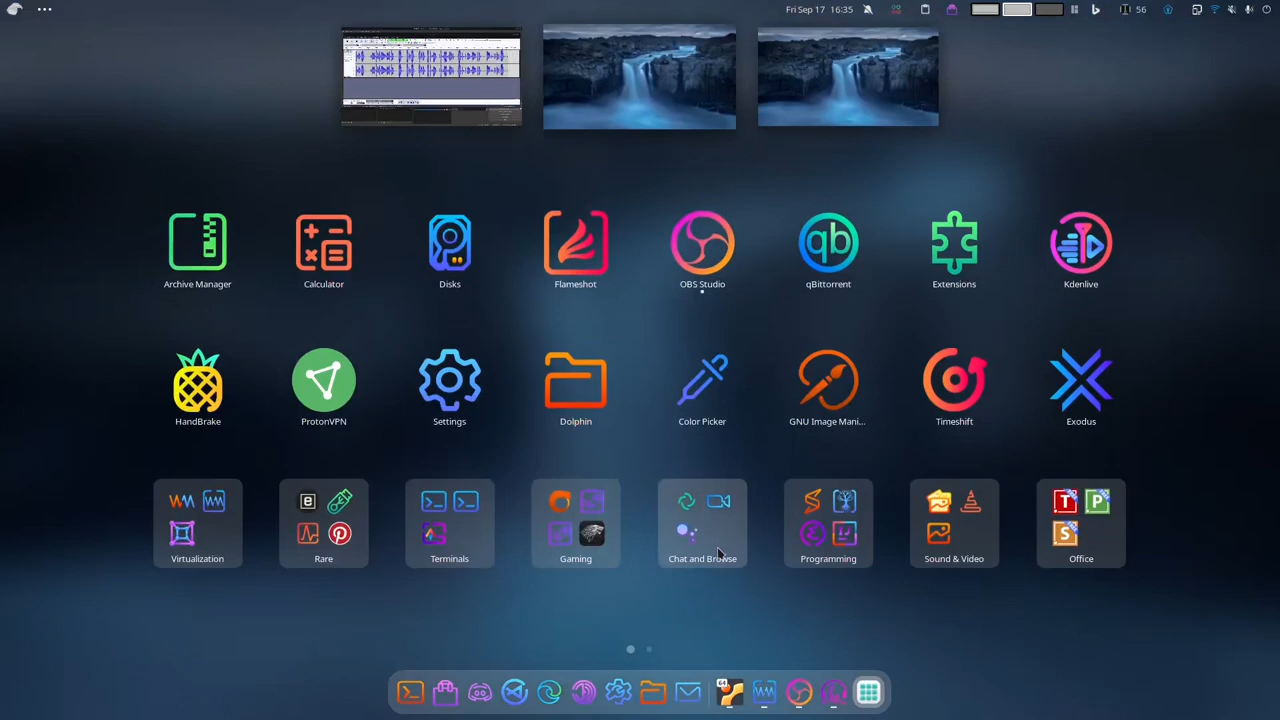 Fri Sep 17 16:35
56
Archive Manager
Calculator
Disks
Flameshot
OBS Studio
qb
qBittorrent
Extensions
Kdenlive
HandBrake
ProtonVPN
Settings
Dolphin
Color Picker
GNU Image Mani...
Timeshift
Exodus
B
T
P
S
Virtualization
Rare
Terminals
Gaming
Chat and Browse
Programming
Sound & Video
Office
64